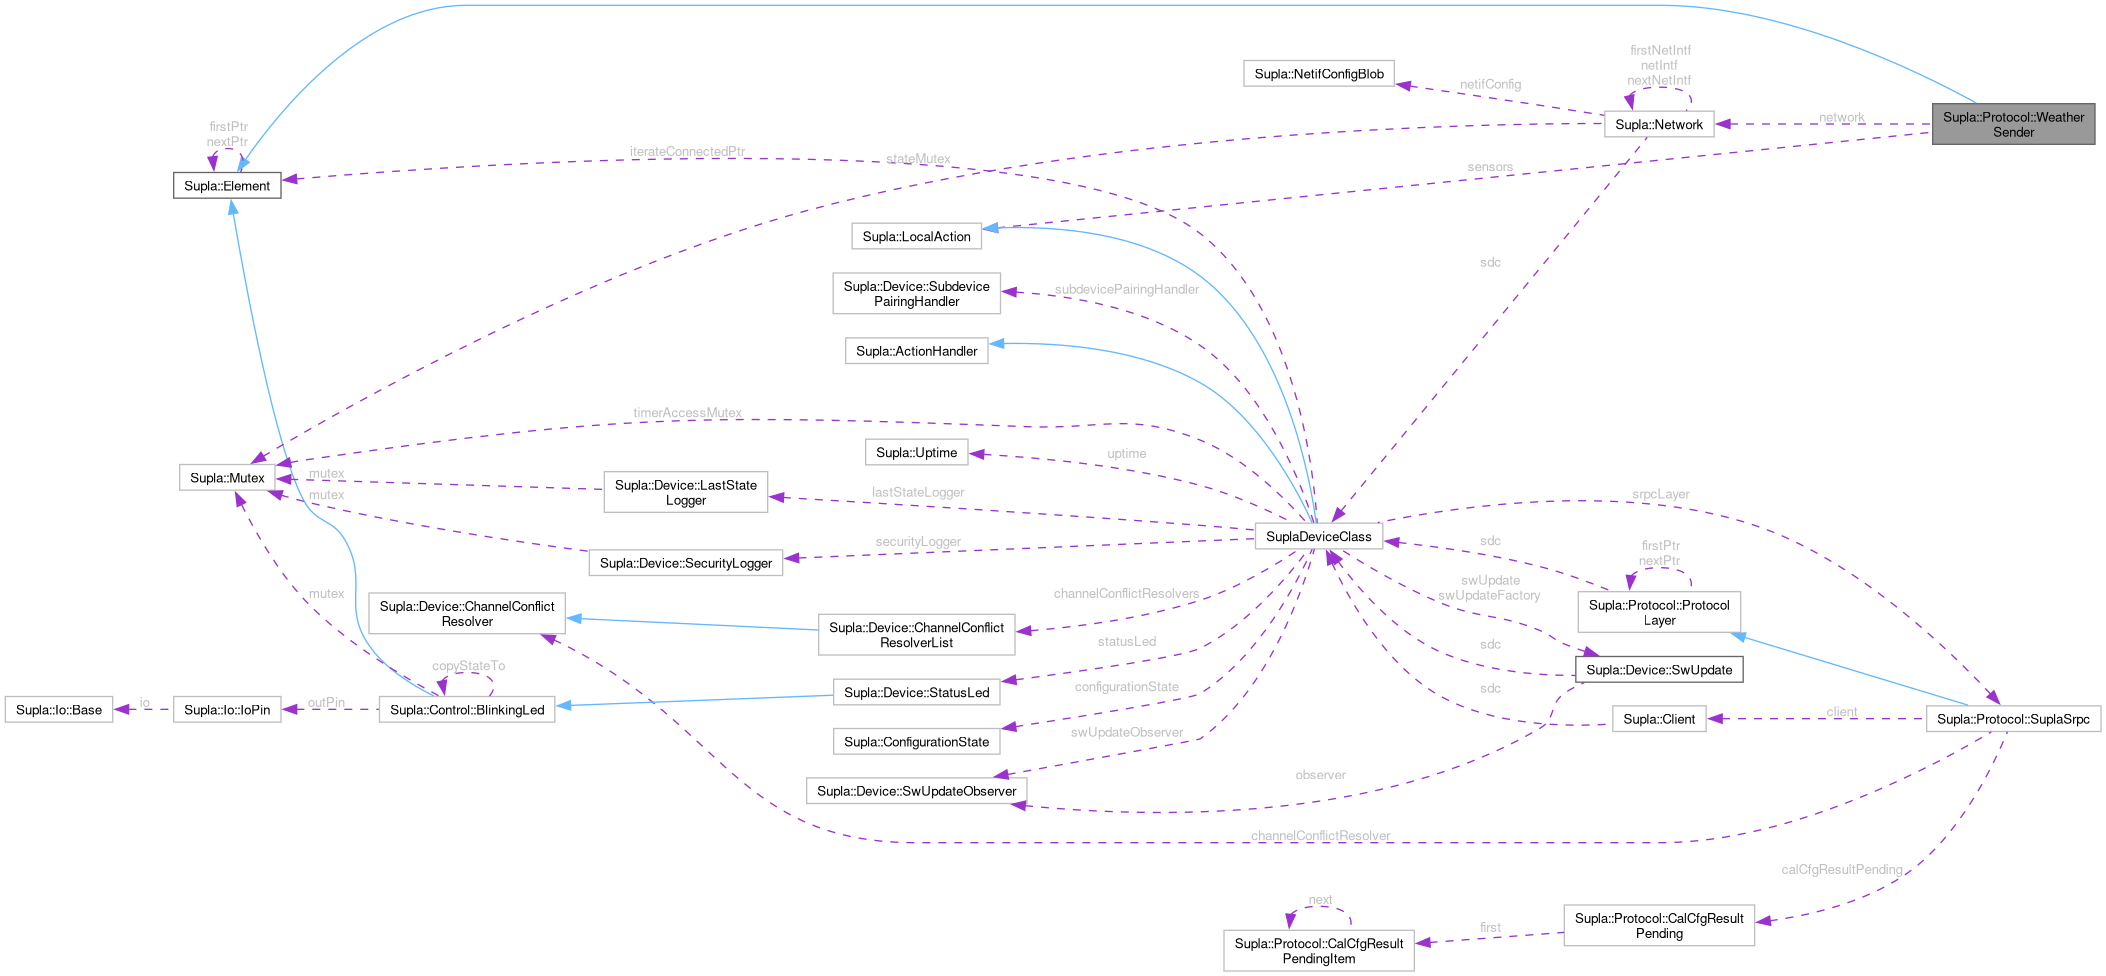 firstNetIntf
netIntf
nextNetIntf
Supla::NetifConfigBlob
netifConfig
Supla::Protocol::Weather
Sender
network
Supla::Network
firstPtr
nextPtr
iterateConnectedPtr
stateMutex
sensors
Supla::Element
Supla::LocalAction
sdc
Supla::Device::Subdevice
PairingHandler
subdevicePairingHandler
Supla::ActionHandler
timerAccessMutex
Supla::Uptime
uptime
Supla::Mutex
mutex
mutex
Supla::Device::LastState
Logger
lastStateLogger
srpcLayer
SuplaDeviceClass
securityLogger
Supla::Device::SecurityLogger
sdc
firstPtr
nextPtr
swUpdate
swUpdateFactory
mutex
Supla::Device::ChannelConflict
Resolver
channelConflictResolvers
Supla::Protocol::Protocol
Layer
Supla::Device::ChannelConflict
ResolverList
statusLed
sdc
copyStateTo
Supla::Device::SwUpdate
configurationState
sdc
Supla::Device::StatusLed
Supla::Io::Base
io
Supla::Io::IoPin
outPin
Supla::Control::BlinkingLed
Supla::Client
client
Supla::Protocol::SuplaSrpc
swUpdateObserver
Supla::ConfigurationState
observer
Supla::Device::SwUpdateObserver
channelConflictResolver
calCfgResultPending
next
first
Supla::Protocol::CalCfgResult
Pending
Supla::Protocol::CalCfgResult
PendingItem